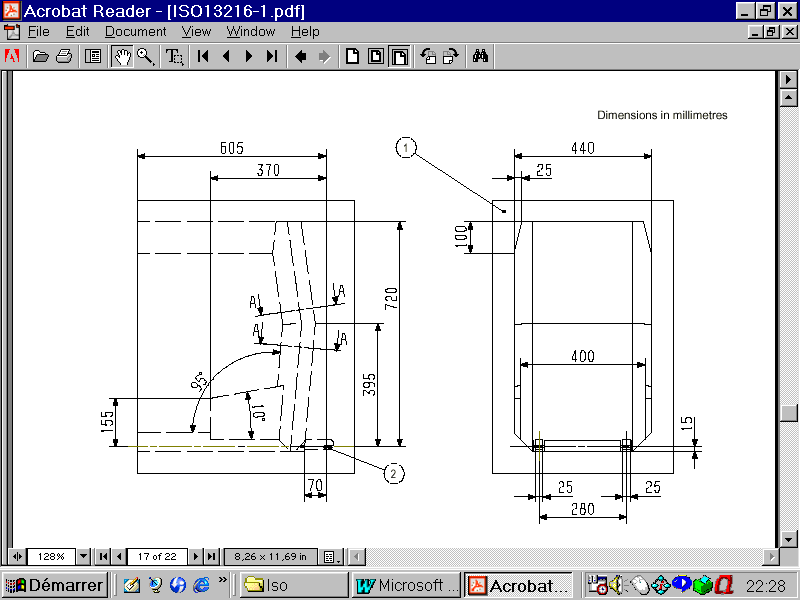 Acrobat Reader - [ISO13216-1.pdf]
File Edit Document View Window Help
Dimensions in millimetres
605
370
1
440
25
100
A A
A A
720
395
400
95°
10°
155
15
2
70
25 25
280
128% 17 of 22 8,26 x 11,69 in
Démarrer » Iso Microsoft ... Acrobat... 22:28